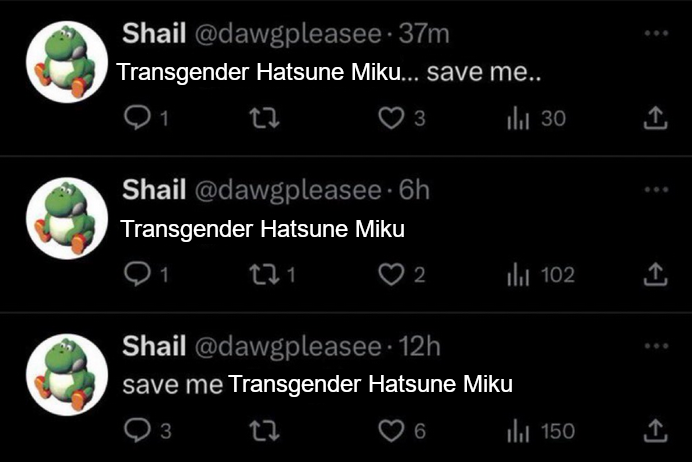 Shail @dawgpleasee · 37m
Transgender Hatsune Miku... save me..
1 3 30
Shail @dawgpleasee · 6h
Transgender Hatsune Miku
1 1 2 102
Shail @dawgpleasee · 12h
save me Transgender Hatsune Miku
3 6 150